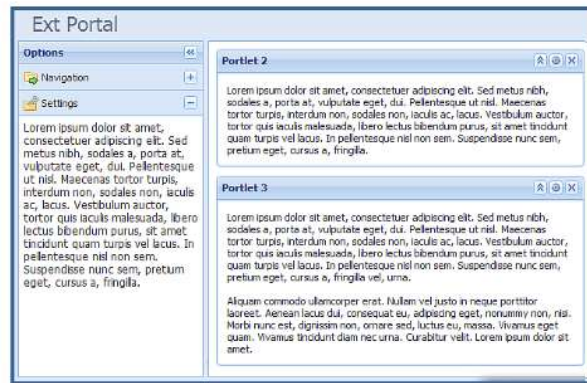 Ext Portal
Options
Navigation
Settings
Lorem ipsum dolor sit amet,
consectetuer adipiscing elit. Sed
metus nibh, sodales a, porta at,
vulputate eget, dui. Pellentesque
ut nisl. Maecenas tortor turpis,
interdum non, sodales non, iaculis
ac, lacus. Vestibulum auctor,
tortor quis iaculis malesuada, libero
lectus bibendum purus, sit amet
tincidunt quam turpis vel lacus. In
pellentesque nisl non sem.
Suspendisse nunc sem, pretium
eget, cursus a, fringilla.
Portlet 2
Lorem ipsum dolor sit amet, consectetuer adipiscing elit. Sed metus nibh,
sodales a, porta at, vulputate eget, dui. Pellentesque ut nisl. Maecenas
tortor turpis, interdum non, sodales non, iaculis ac, lacus. Vestibulum auctor,
tortor quis iaculis malesuada, libero lectus bibendum purus, sit amet tincidunt
quam turpis vel lacus. In pellentesque nisl non sem. Suspendisse nunc sem,
pretium eget, cursus a, fringilla.
Portlet 3
Lorem ipsum dolor sit amet, consectetuer adipiscing elit. Sed metus nibh,
sodales a, porta at, vulputate eget, dui. Pellentesque ut nisl. Maecenas
tortor turpis, interdum non, sodales non, iaculis ac, lacus. Vestibulum auctor,
tortor quis iaculis malesuada, libero lectus bibendum purus, sit amet tincidunt
quam turpis vel lacus. In pellentesque nisl non sem. Suspendisse nunc sem,
pretium eget, cursus a, fringilla vel, urna.
Aliquam commodo ullamcorper erat. Nullam vel justo in neque porttitor
laoreet. Aenean lacus dui, consequat eu, adipiscing eget, nonummy non, nisi.
Morbi nunc est, dignissim non, ornare sed, luctus eu, massa. Vivamus eget
quam. Vivamus tincidunt diam nec urna. Curabitur velit. Lorem ipsum dolor sit
amet.